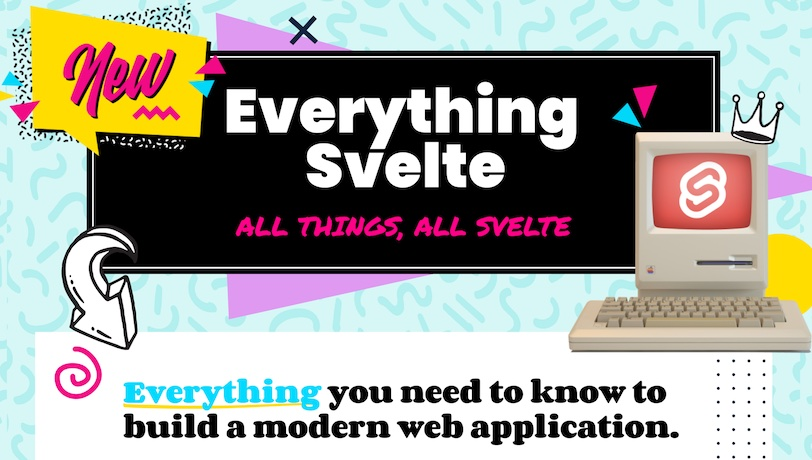 New
Everything
Svelte
ALL THINGS, ALL SVELTE
Everything you need to know to
build a modern web application.